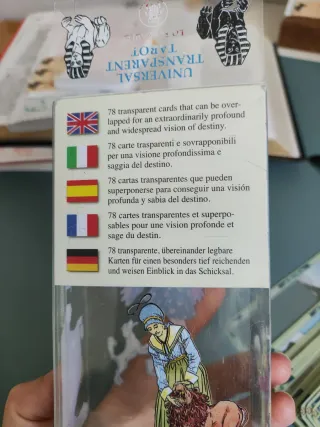 UNIVERSAL
TRANSPARENT
TAROT
78 transparent cards that can be over-
lapped for an extraordinarily profound
and widespread vision of destiny.
78 carte trasparenti e sovrapponibili
per una visione profondissima e
saggia del destino.
78 cartas transparentes que pueden
superponerse para conseguir una visión
profunda y sabia del destino.
78 cartes transparentes et superpo-
sables pour une vision profonde et
sage du destin.
78 transparente, übereinander legbare
Karten für einen besonders tief reichenden
und weisen Einblick in das Schicksal.